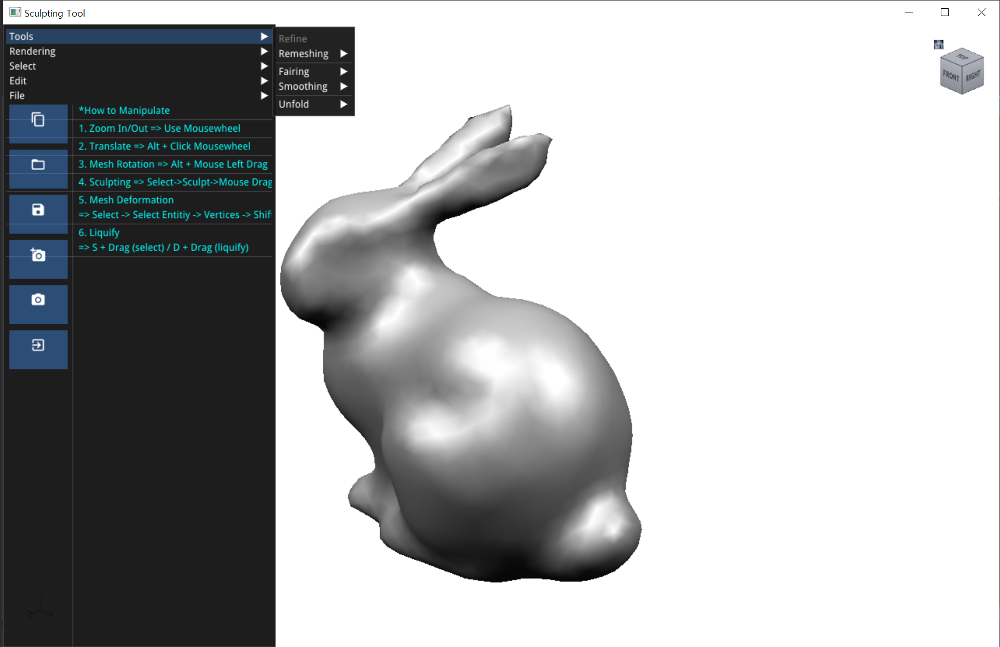 Sculpting Tool
Tools
Rendering
Select
Edit
File
Refine
Remeshing
Fairing
Smoothing
Unfold
*How to Manipulate
1. Zoom In/Out => Use Mousewheel
2. Translate => Alt + Click Mousewheel
3. Mesh Rotation => Alt + Mouse Left Drag
4. Sculpting => Select->Sculpt->Mouse Drag
5. Mesh Deformation
=> Select -> Select Entitiy -> Vertices -> Shif
6. Liquify
=> S + Drag (select) / D + Drag (liquify)
TOP
FRONT
RIGHT
Z
X